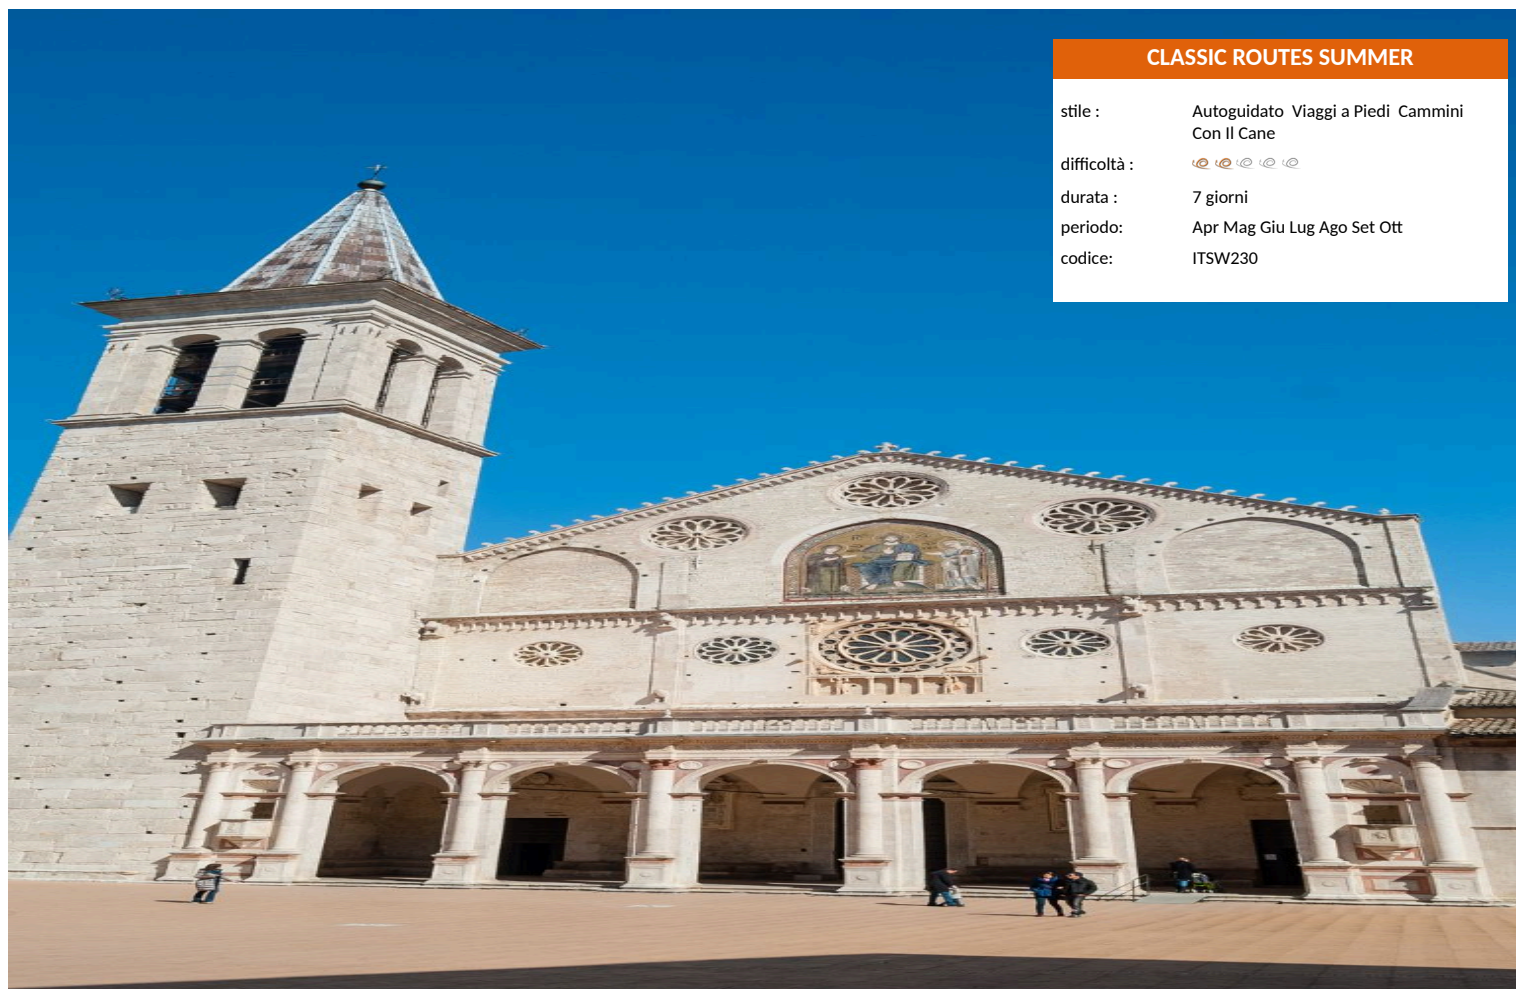 CLASSIC ROUTES SUMMER
stile : Autoguidato Viaggi a Piedi Cammini
Con Il Cane
difficoltà :
durata : 7 giorni
periodo: Apr Mag Giu Lug Ago Set Ott
codice: ITSW230